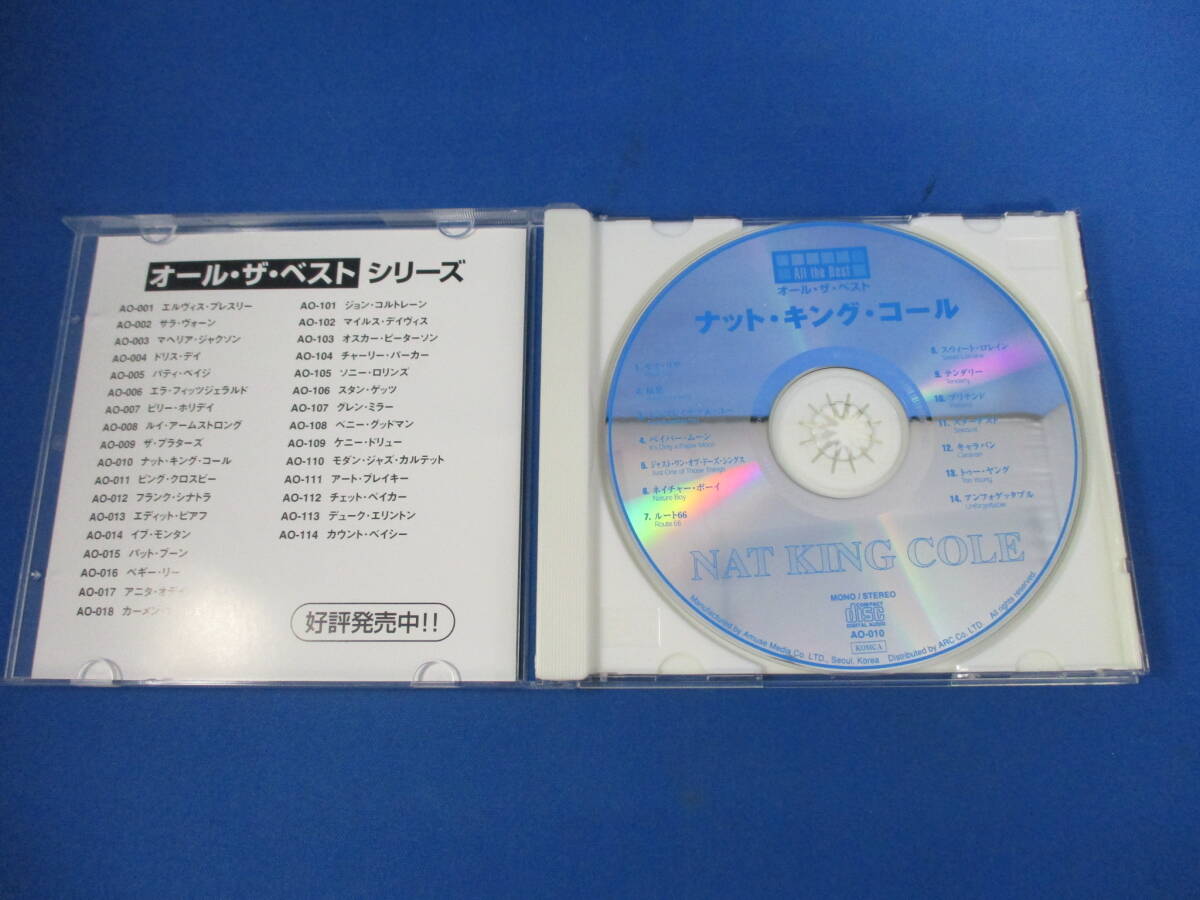 オール・ザ・ベスト シリーズ
AO-001 エルヴィス・プレスリー
AO-002 サラ・ヴォーン
AO-003 マヘリア・ジャクソン
AO-004 ドリス・デイ
AO-005 パティ・ペイジ
AO-006 エラ・フィッツジェラルド
AO-007 ビリー・ホリデイ
AO-008 ルイ・アームストロング
AO-009 ザ・プラターズ
AO-010 ナット・キング・コール
AO-011 ビング・クロスビー
AO-012 フランク・シナトラ
AO-013 エディット・ピアフ
AO-014 イブ・モンタン
AO-015 パット・ブーン
AO-016 ペギー・リー
AO-017 アニタ・オデイ
AO-018 カーメン・
AO-101 ジョン・コルトレーン
AO-102 マイルス・デイヴィス
AO-103 オスカー・ピーターソン
AO-104 チャーリー・パーカー
AO-105 ソニー・ロリンズ
AO-106 スタン・ゲッツ
AO-107 グレン・ミラー
AO-108 ベニー・グッドマン
AO-109 ケニー・ドリュー
AO-110 モダン・ジャズ・カルテット
AO-111 アート・ブレイキー
AO-112 チェット・ベイカー
AO-113 デューク・エリントン
AO-114 カウント・ベイシー
好評発売中!!
All the Best
オール・ザ・ベスト
ナット・キング・コール
4. ペイパー・ムーン
It's Only a Paper Moon
5. ジャスト・ワン・オブ・ドーズ・シングス
Just One of Those Things
6. ネイチャー・ボーイ
Nature Boy
7. ルート66
Route 66
スウィート・ロレイン
Sweet Lorraine
9. テンダリー
Tenderly
10. プリテンド
Pretend
11. スターダスト
Stardust
12. キャラバン
Caravan
13. トゥー・ヤング
Too Young
14. アンフォゲッタブル
Unforgettable
NAT KING COLE
MONO / STEREO
COMPACT
disc
DIGITAL AUDIO
AO-010
KOMCA
Manufactured by Amuse Media Co. LTD., Seoul, Korea Distributed by ARC Co. LTD. All rights reserved.